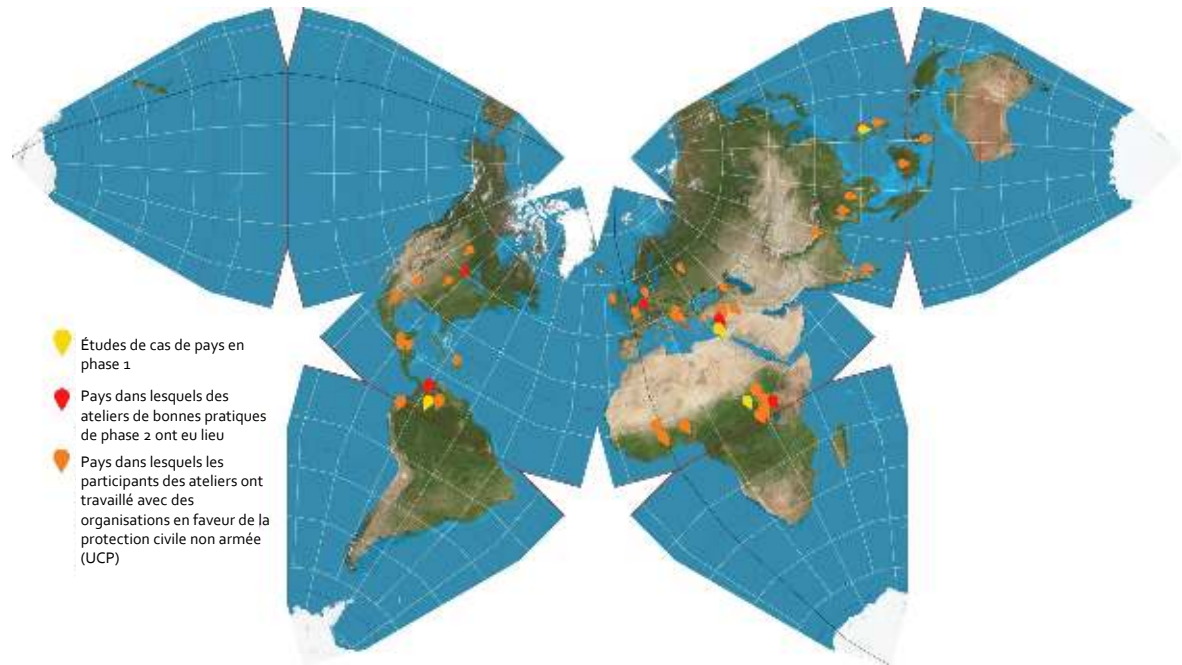 Études de cas de pays en
phase 1
Pays dans lesquels des
ateliers de bonnes pratiques
de phase 2 ont eu lieu
Pays dans lesquels les
participants des ateliers ont
travaillé avec des
organisations en faveur de la
protection civile non armée
(UCP)